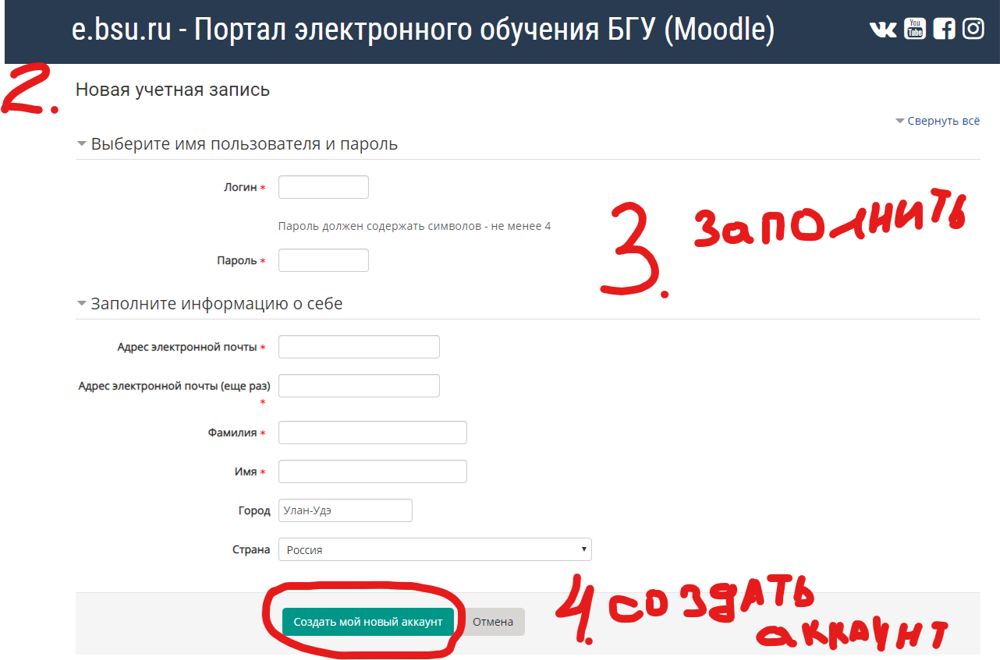 e.bsu.ru - Портал электронного обучения БГУ (Moodle)
You Tube
2.
Новая учетная запись
Свернуть всё
Выберите имя пользователя и пароль
Логин *
3. заполнить
Пароль должен содержать символов - не менее 4
Пароль *
Заполните информацию о себе
Адрес электронной почты *
Адрес электронной почты (еще раз)
*
Фамилия *
Имя *
Город Улан-Удэ
Страна Россия
Создать мой новый аккаунт Отмена
4. создать
аккаунт